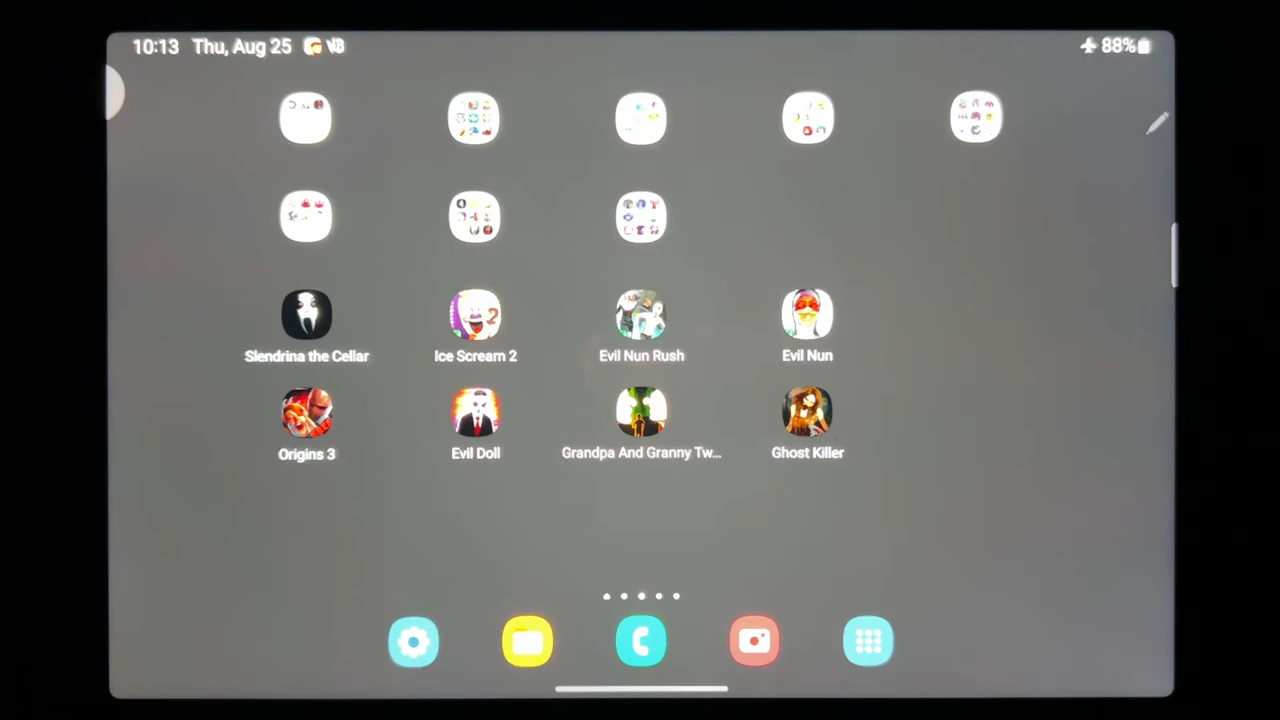 10:13 Thu, Aug 25 88%
Slendrina the Cellar Ice Scream 2 Evil Nun Rush Evil Nun
Origins 3 Evil Doll Grandpa And Granny Tw... Ghost Killer